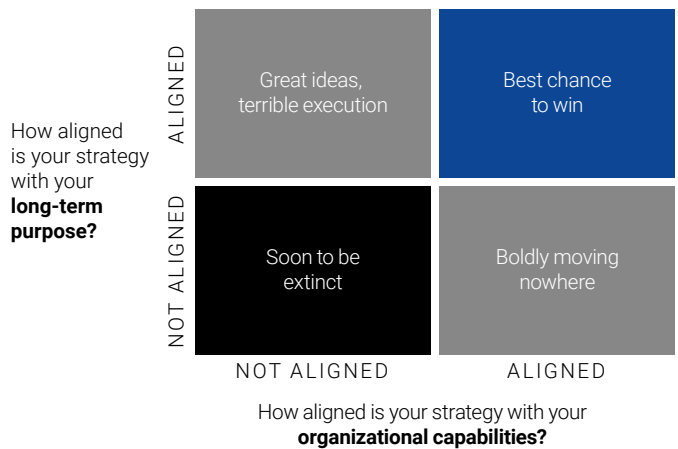 How aligned
is your strategy
with your
long-term
purpose?
ALIGNED
Great ideas,
terrible execution
Best chance
to win
NOT ALIGNED
Soon to be
extinct
Boldly moving
nowhere
NOT ALIGNED
ALIGNED
How aligned is your strategy with your
organizational capabilities?